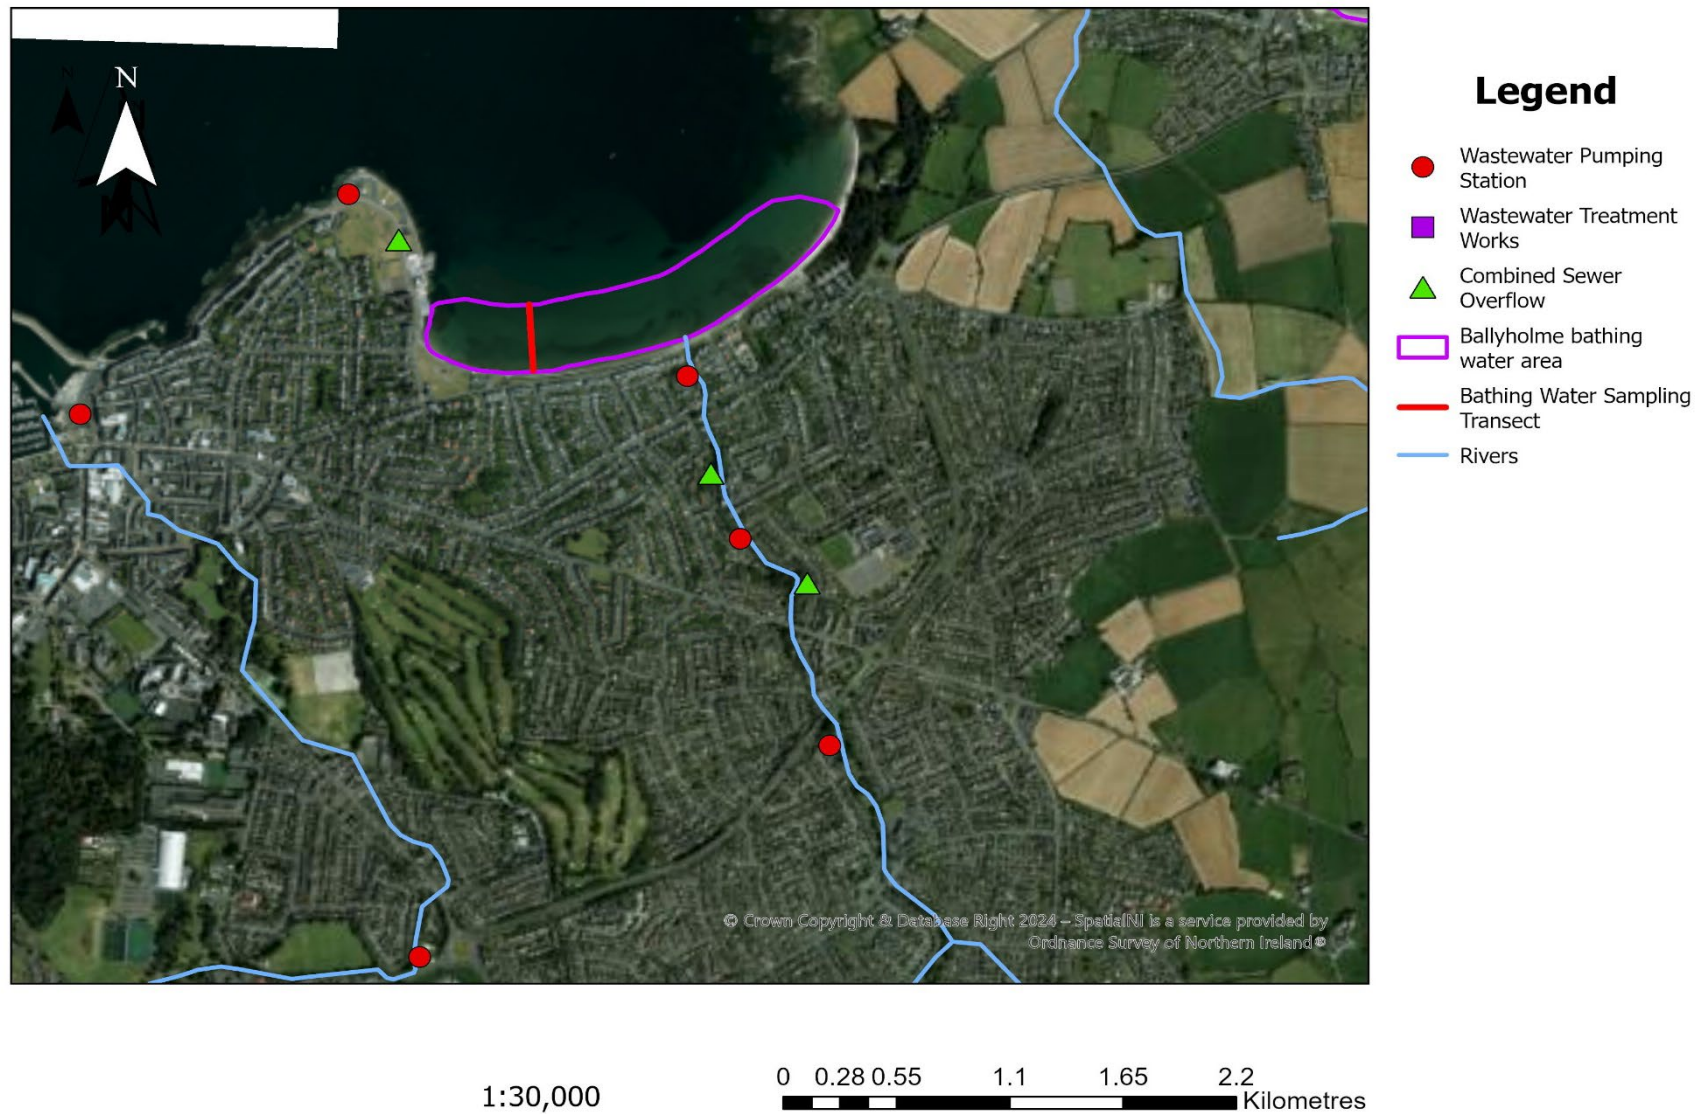 N
N
Legend
Wastewater Pumping
Station
Wastewater Treatment
Works
Combined Sewer
Overflow
Ballyholme bathing
water area
Bathing Water Sampling
Transect
Rivers
© Crown Copyright & Database Right 2024 – SpatialNI is a service provided by
Ordnance Survey of Northern Ireland®
1:30,000
0 0.28 0.55 1.1 1.65 2.2
Kilometres